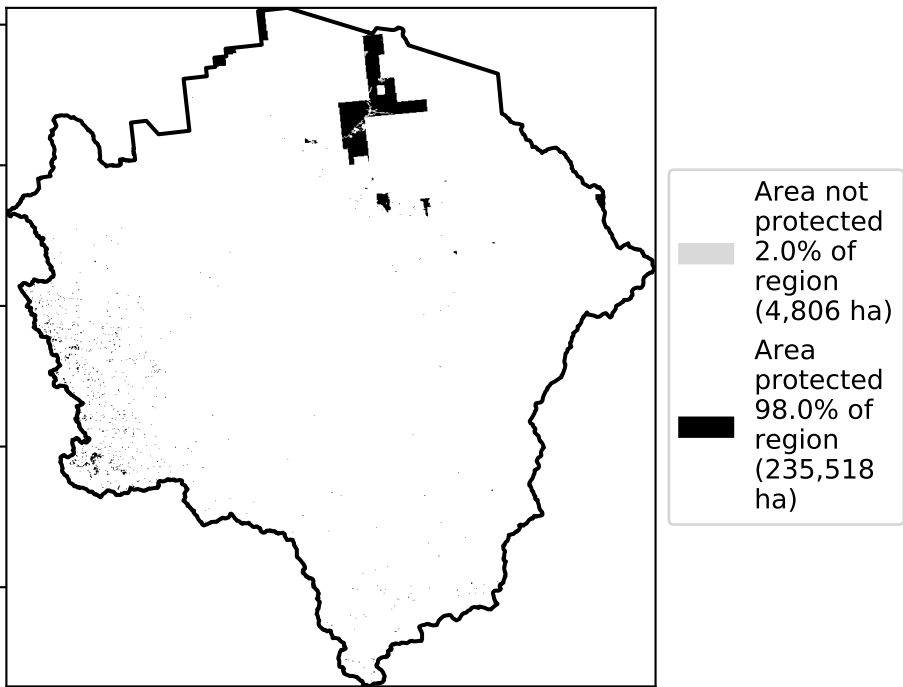 Area not
protected
2.0% of
region
(4,806 ha)
Area
protected
98.0% of
region
(235,518
ha)